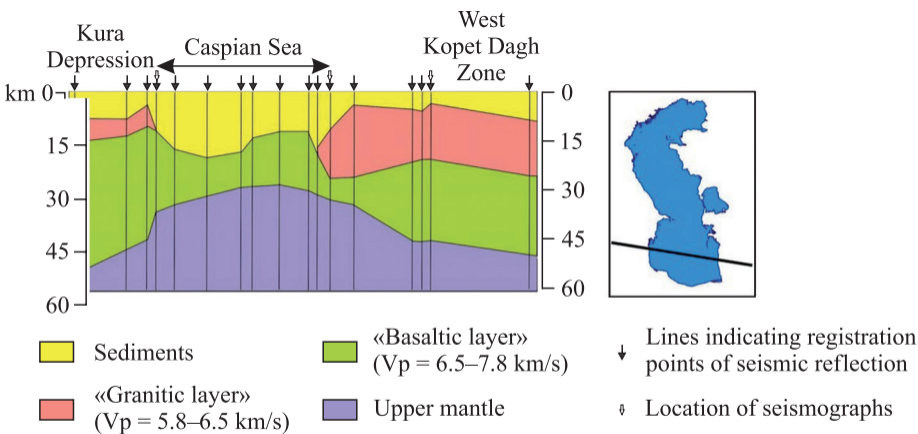 Kura
Depression
Caspian Sea
West
Kopet Dagh
Zone
km 0
15
30
45
60
0
15
30
45
60
Sediments
«Granitic layer»
(Vp = 5.8–6.5 km/s)
«Basaltic layer»
(Vp = 6.5–7.8 km/s)
Upper mantle
Lines indicating registration
points of seismic reflection
Location of seismographs